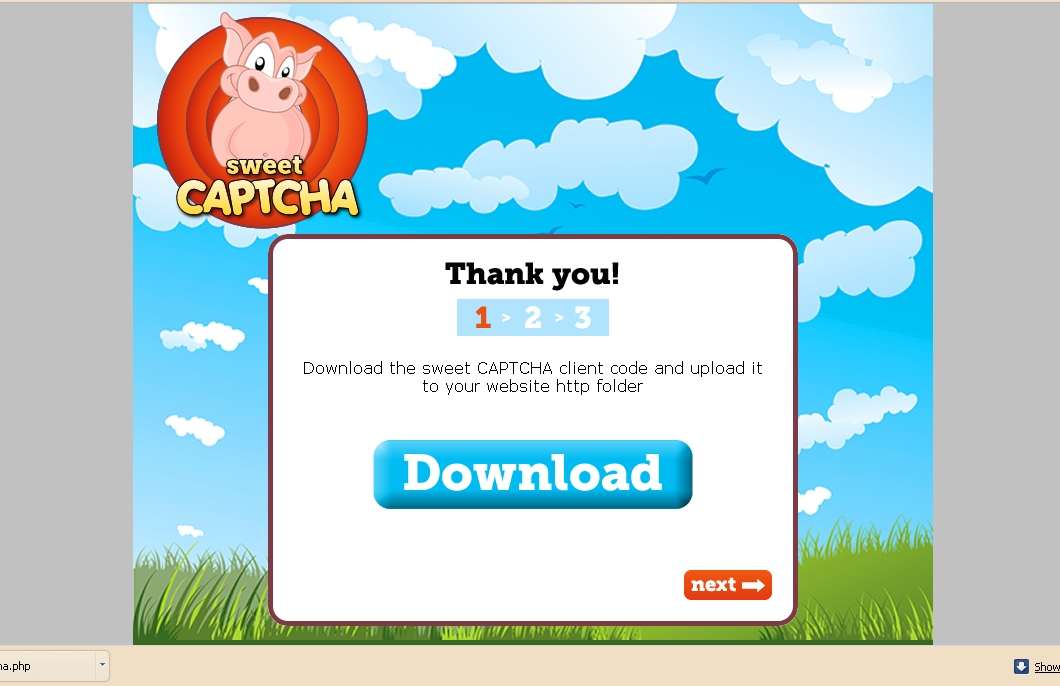 sweet
CAPTCHA
Thank you!
1 > 2 > 3
Download the sweet CAPTCHA client code and upload it
to your website http folder
Download
next
ha.php
Show